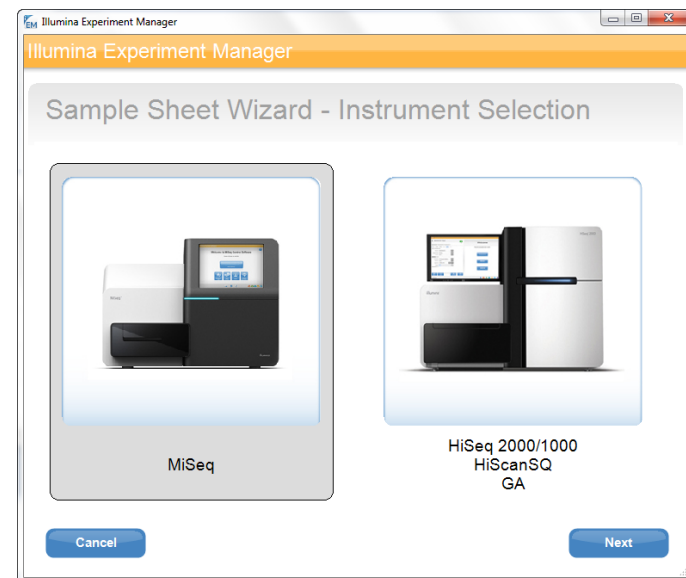 EM Illumina Experiment Manager
Illumina Experiment Manager
Sample Sheet Wizard - Instrument Selection
MiSeq
HiSeq 2000/1000
HiScanSQ
GA
Cancel
Next